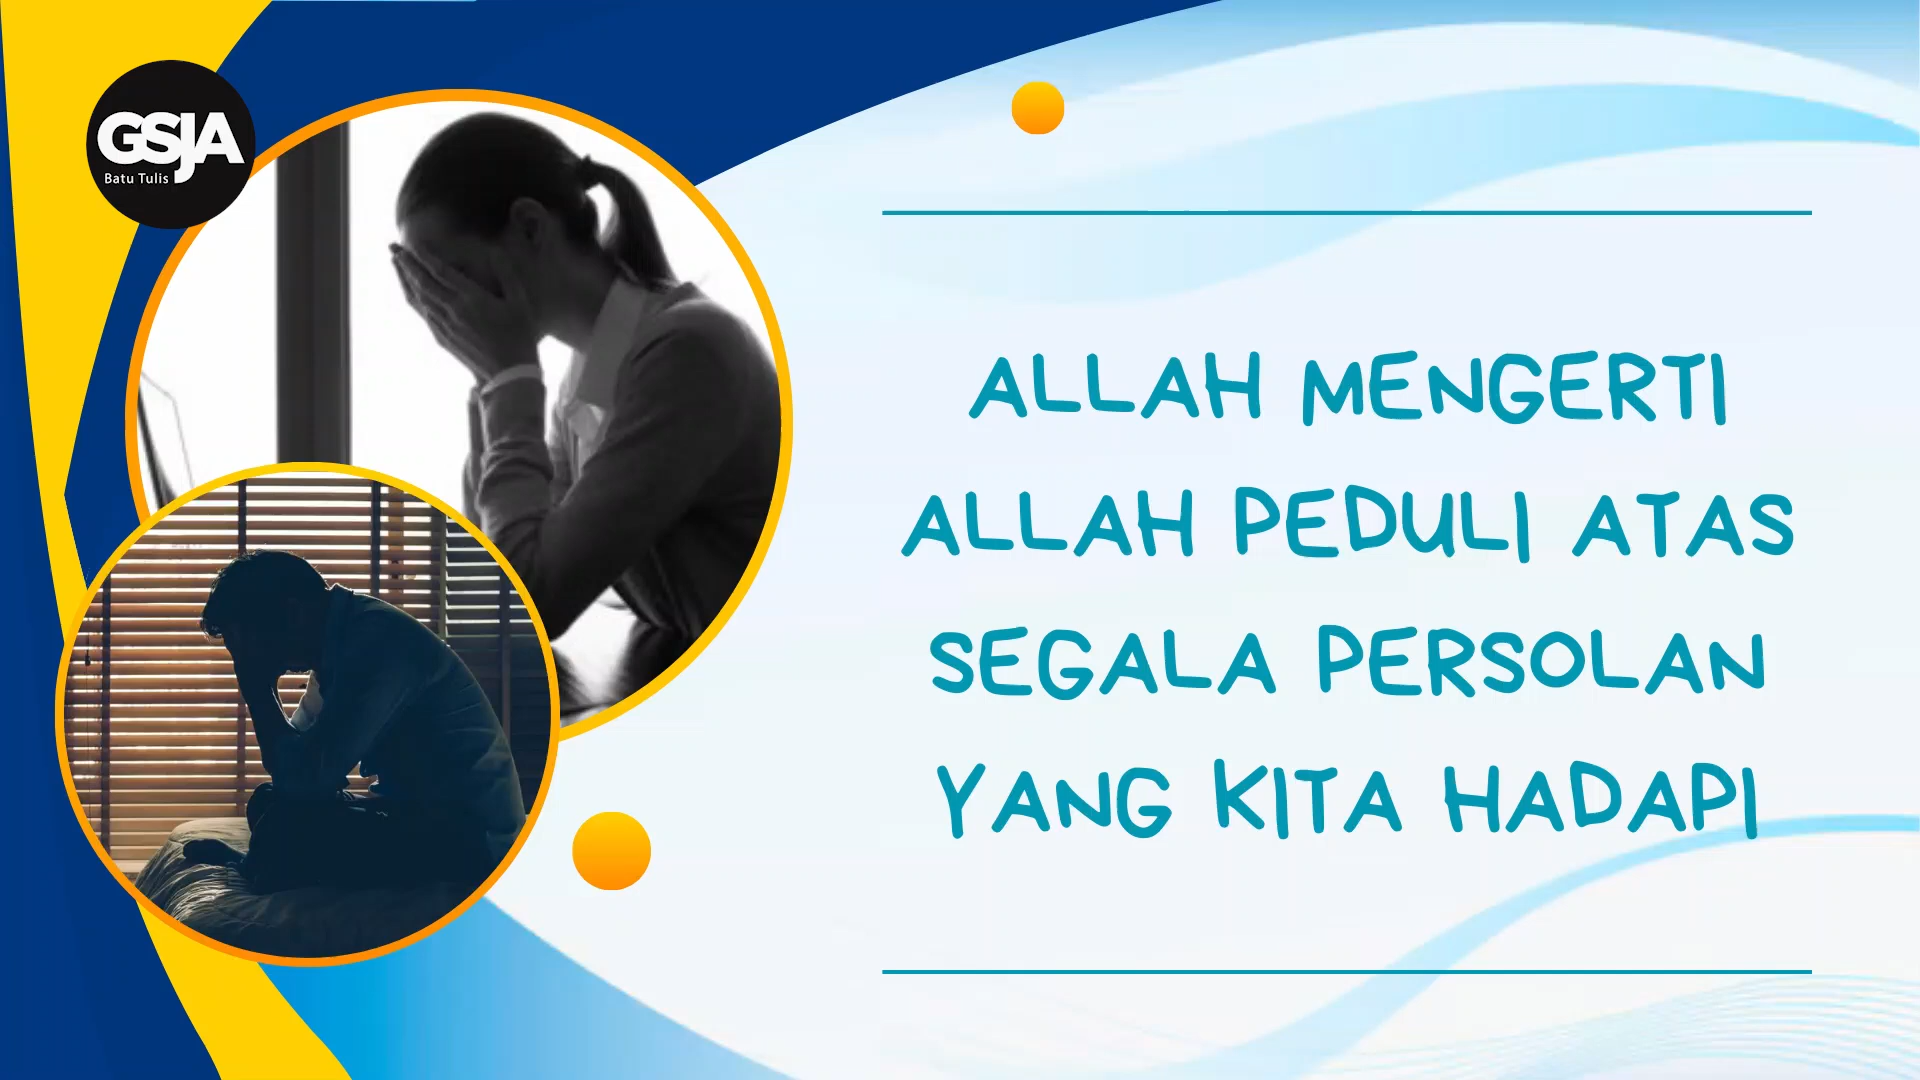 GSJA
Batu Tulis
ALLAH MENGERTI
ALLAH PEDULI ATAS
SEGALA PERSOLAN
YANG KITA HADAPI